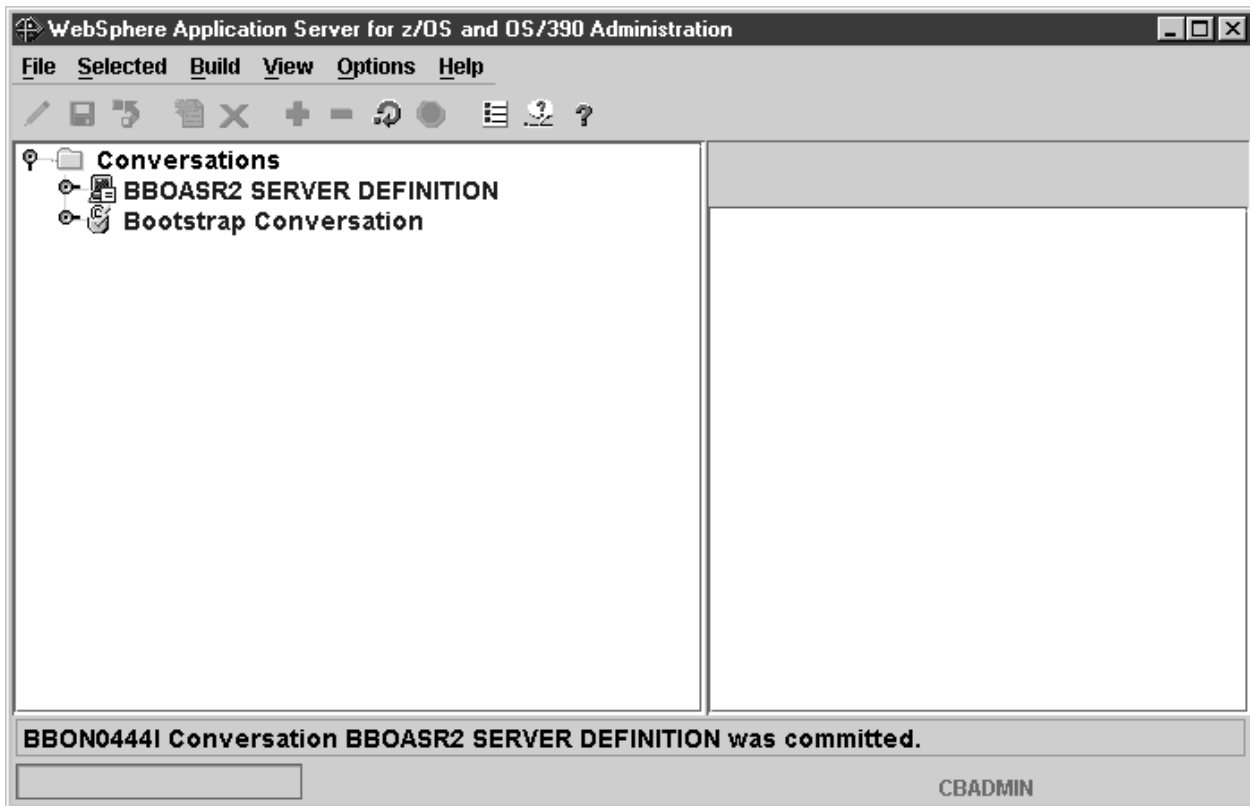 WebSphere Application Server for z/OS and OS/390 Administration
File Selected Build View Options Help
Conversations
BBOASR2 SERVER DEFINITION
Bootstrap Conversation
BBON0444I Conversation BBOASR2 SERVER DEFINITION was committed.
CBADMIN